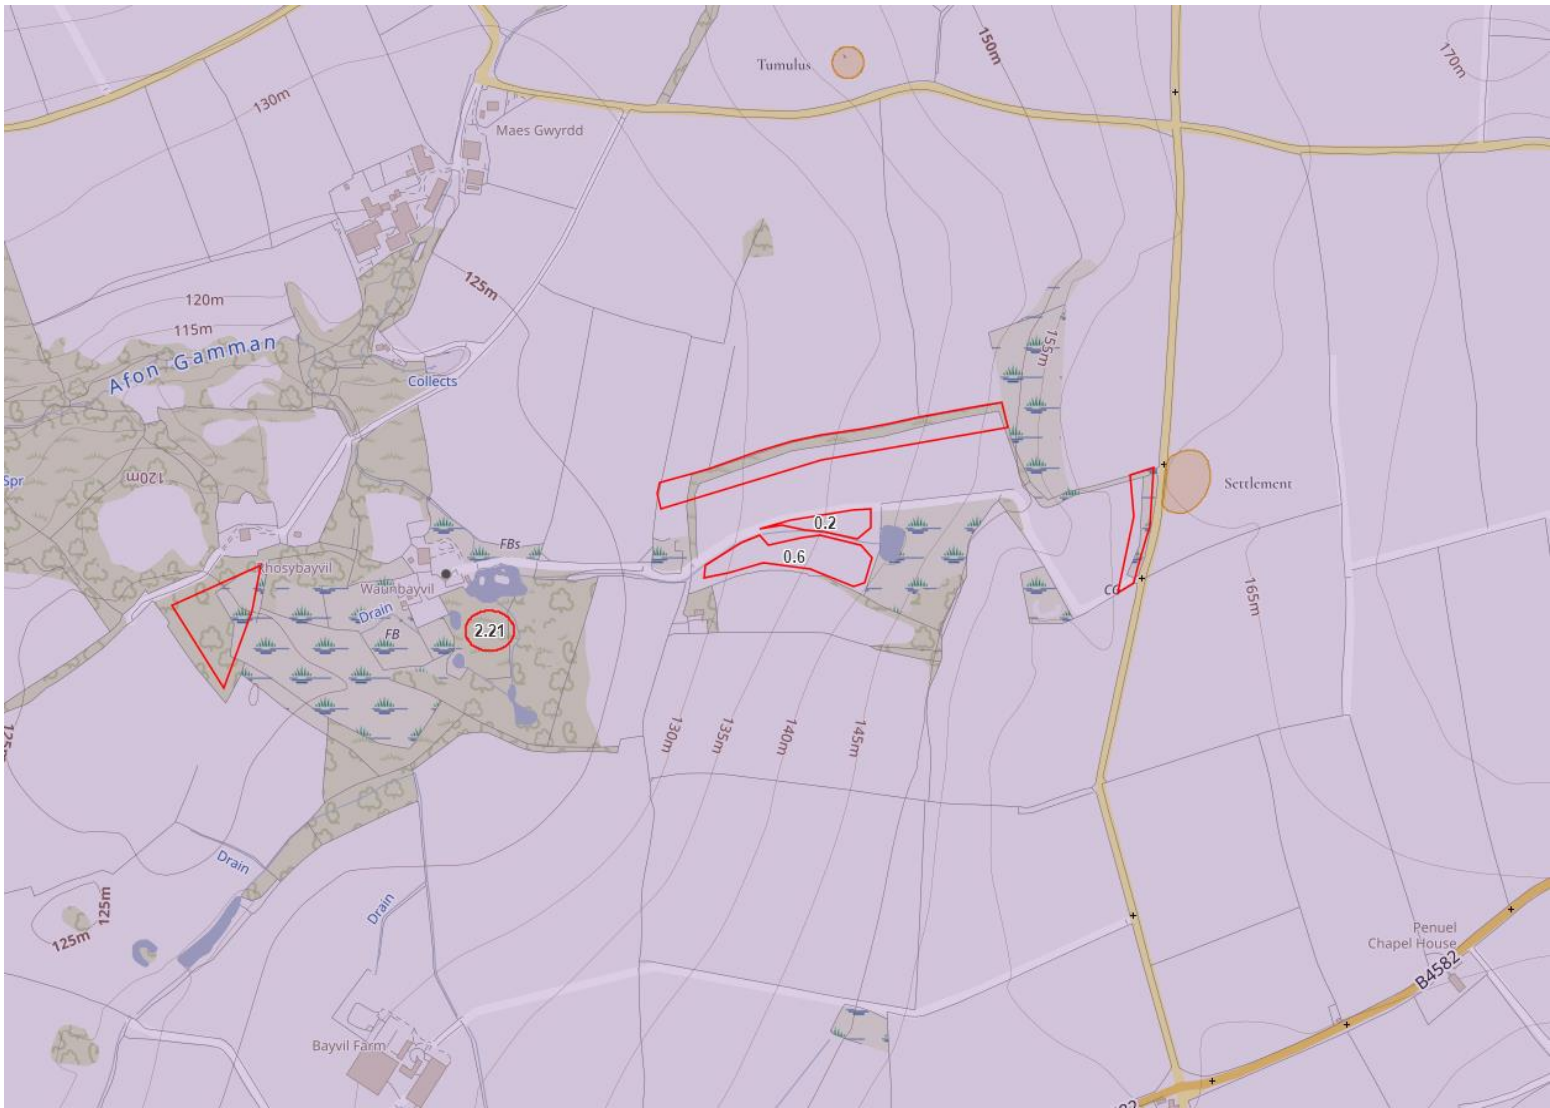 Tumulus
150m
170m
130m
Maes Gwyrdd
125m
120m
115m
Afon Gamman
Collects
155m
120m
Spr
Settlement
0.2
FBs
0.6
Rhosybayvil
Waunbayvil
CG
165m
Drain
FB
2.21
125m
130m
135m
140m
145m
Drain
125m
Drain
125m
Penuel
Chapel House
B4582
Bayvil Farm